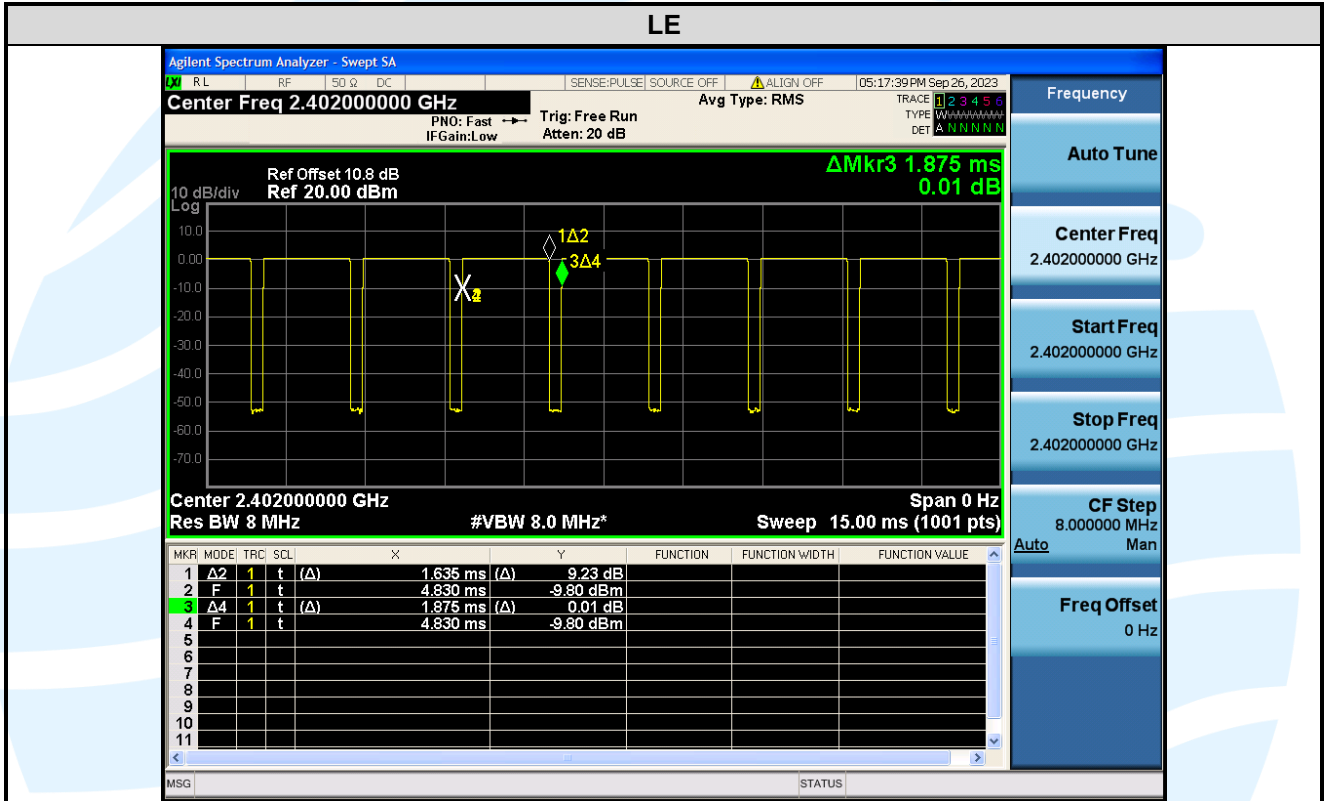 LE
Agilent Spectrum Analyzer - Swept SA
LXI RL RF 50 Ω DC SENSE:PULSE SOURCE OFF ALIGN OFF 05:17:39 PM Sep 26, 2023
Center Freq 2.402000000 GHz
PNO: Fast
IFGain:Low
Trig: Free Run
Atten: 20 dB
Avg Type: RMS
TRACE 1 2 3 4 5 6
TYPE WWWWWW
DET A N N N N N
Ref Offset 10.8 dB
Ref 20.00 dBm
10 dB/div
Log
ΔMkr3 1.875 ms
0.01 dB
10.0
0.00
-10.0
-20.0
-30.0
-40.0
-50.0
-60.0
-70.0
1Δ2
3Δ4
Center 2.402000000 GHz Span 0 Hz
Res BW 8 MHz #VBW 8.0 MHz* Sweep 15.00 ms (1001 pts)
MKR MODE TRC SCL X Y FUNCTION FUNCTION WIDTH FUNCTION VALUE
1 Δ2 1 t (Δ) 1.635 ms (Δ) 9.23 dB
2 F 1 t 4.830 ms -9.80 dBm
3 Δ4 1 t (Δ) 1.875 ms (Δ) 0.01 dB
4 F 1 t 4.830 ms -9.80 dBm
5
6
7
8
9
10
11
MSG STATUS
Frequency
Auto Tune
Center Freq
2.402000000 GHz
Start Freq
2.402000000 GHz
Stop Freq
2.402000000 GHz
CF Step
8.000000 MHz
Auto Man
Freq Offset
0 Hz